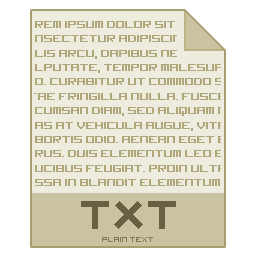 REM IPSUM DOLOR SIT
NSECTETUR ADIPISCIN
LIS ARCU, DAPIBUS NE
LPUTATE, TEMPOR MALESUF
O. CURABITUR UT COMMODO S
TAE FRINGILLA NULLA. FUSCE
CUMSAN DIAM, SED ALIQUAM M
AS AT VEHICULA AUGUE, VITA
BORTIS ODIO. AENEAN EGET E
RUS. DUIS ELEMENTUM LEO E
UCIBUS FEUGIAT. PROIN ULTR
SSA IN BLANDIT ELEMENTUM
TXT
PLAIN TEXT